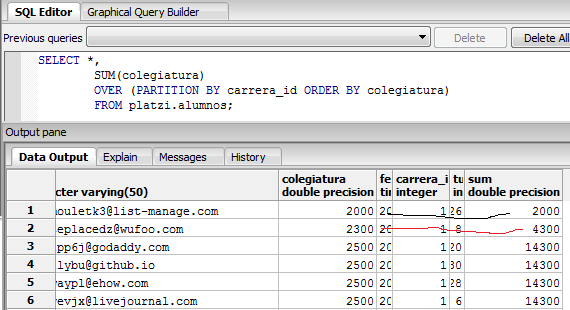 SQL Editor Graphical Query Builder
Previous queries Delete Delete All
SELECT *,
SUM(colegiatura)
OVER (PARTITION BY carrera_id ORDER BY colegiatura)
FROM platzi.alumnos;
Output pane
Data Output Explain Messages History
colegiatura fe carrera_i tu sum
cter varying(50) double precision tin integer in double precision
1 ouletk3@list-manage.com 2000 20 1 26 2000
2 eplacedz@wufoo.com 2300 20 1 8 4300
3 pp6j@godaddy.com 2500 20 1 20 14300
4 lybu@github.io 2500 20 1 30 14300
5 aypl@ehow.com 2500 20 1 27 14300
6 evjx@livejournal.com 2500 20 1 6 14300